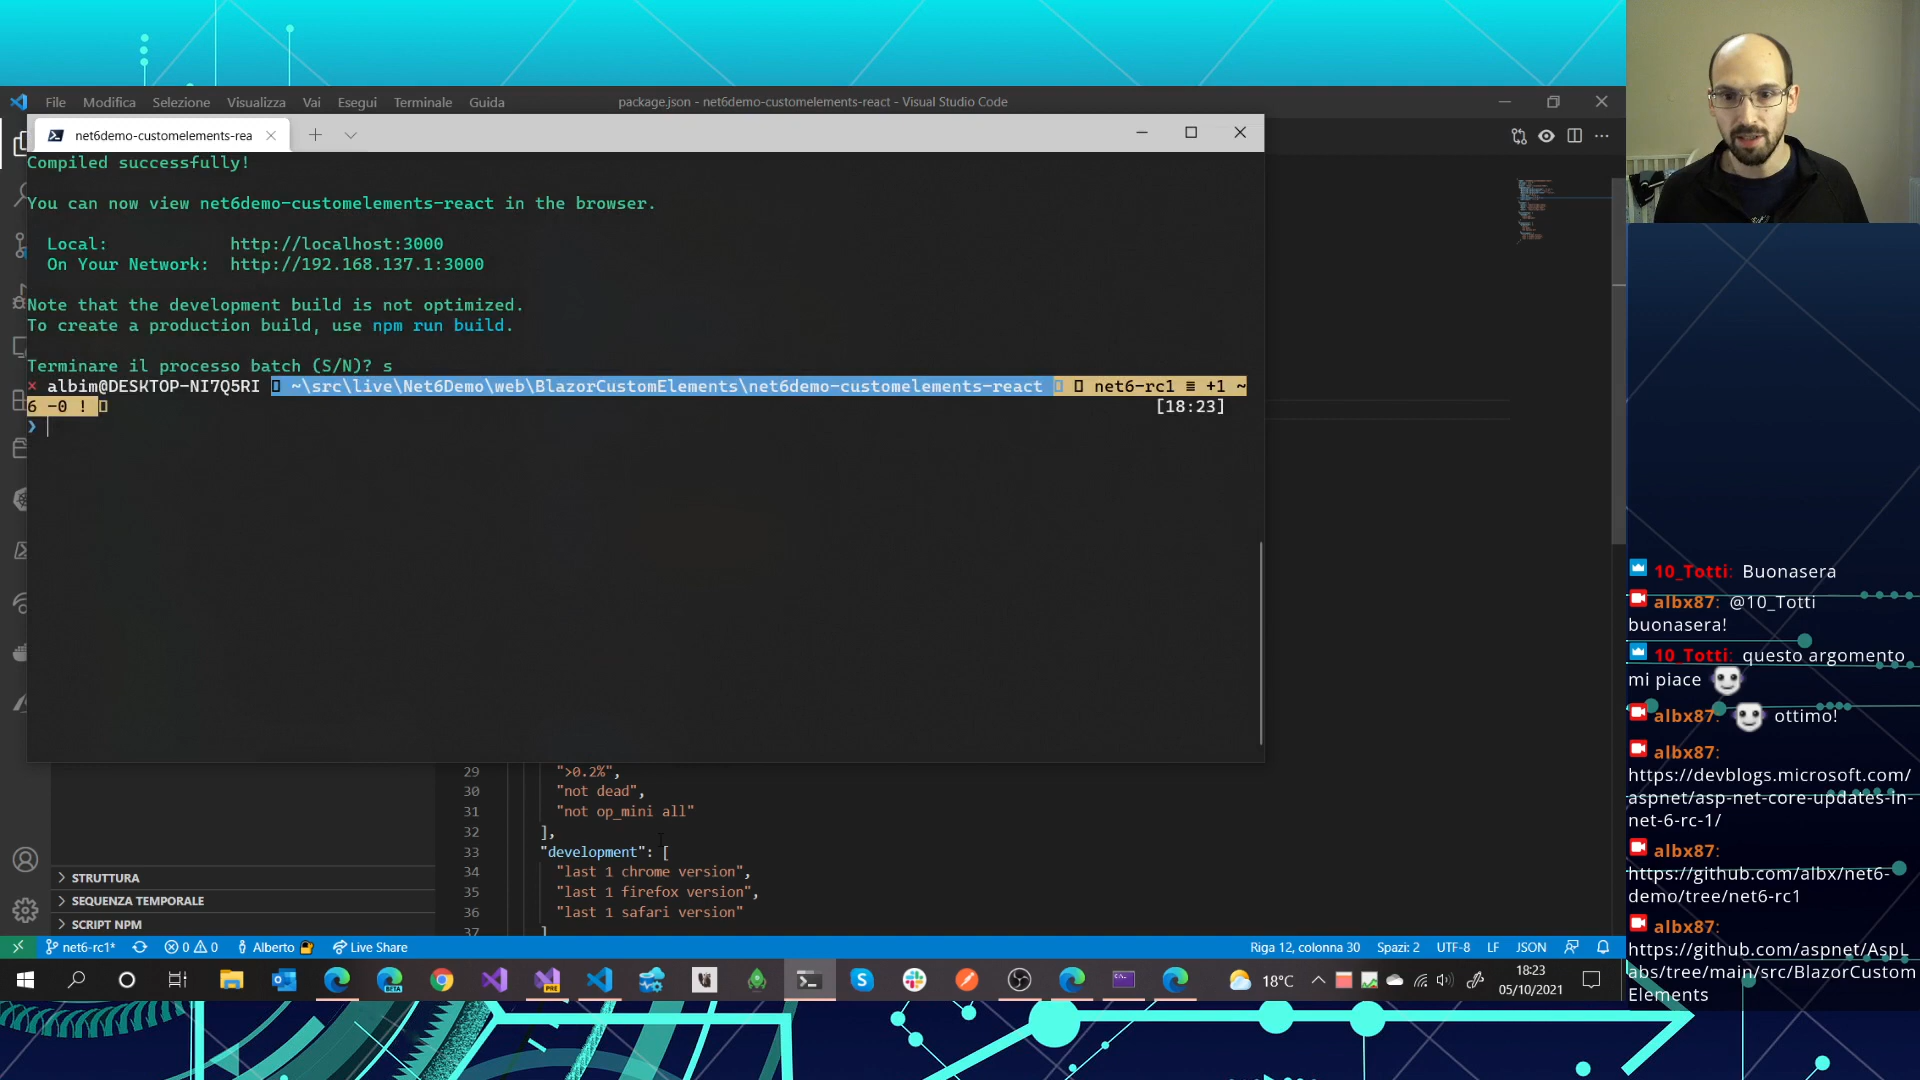 File Modifica Selezione Visualizza Vai Esegui Terminale Guida
package.json - net6demo-customelements-react - Visual Studio Code
net6demo-customelements-rea
Compiled successfully!
You can now view net6demo-customelements-react in the browser.
Local: http://localhost:3000
On Your Network: http://192.168.137.1:3000
Note that the development build is not optimized.
To create a production build, use npm run build.
Terminare il processo batch (S/N)? s
× albim@DESKTOP-NI7Q5RI ~\src\live\Net6Demo\web\BlazorCustomElements\net6demo-customelements-react net6-rc1 ≡ +1 ~
6 -0 !
[18:23]
❯
29 ">0.2%",
30 "not dead",
31 "not op_mini all"
32 ],
33 "development": [
34 "last 1 chrome version",
35 "last 1 firefox version",
36 "last 1 safari version"
37 ]
STRUTTURA
SEQUENZA TEMPORALE
SCRIPT NPM
net6-rc1* 0 0 Alberto Live Share
Riga 12, colonna 30 Spazi: 2 UTF-8 LF JSON
BETA
PRE
18°C
18:23
05/10/2021
10_Totti: Buonasera
albx87: @10_Totti
buonasera!
10_Totti: questo argomento
mi piace
albx87: ottimo!
albx87:
https://devblogs.microsoft.com/
aspnet/asp-net-core-updates-in-
net-6-rc-1/
albx87:
https://github.com/albx/net6-
demo/tree/net6-rc1
albx87:
https://github.com/aspnet/AspL
abs/tree/main/src/BlazorCustom
Elements